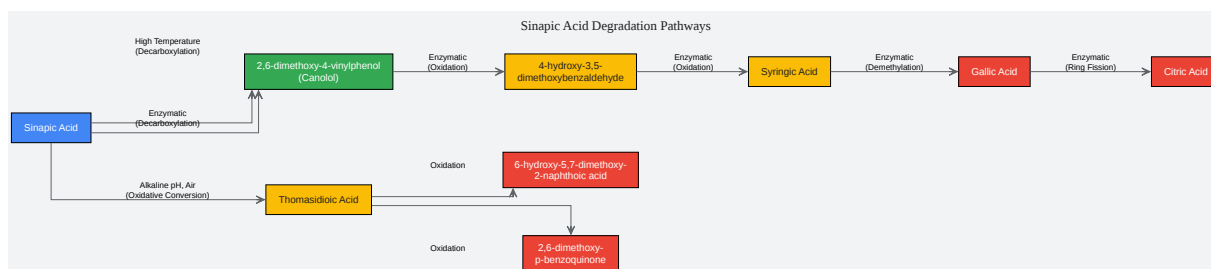 Sinapic Acid Degradation Pathways
High Temperature
(Decarboxylation)
2,6-dimethoxy-4-vinylphenol
(Canolol)
Enzymatic
(Oxidation)
4-hydroxy-3,5-
dimethoxybenzaldehyde
Enzymatic
(Oxidation)
Syringic Acid
Enzymatic
(Demethylation)
Gallic Acid
Enzymatic
(Ring Fission)
Citric Acid
Enzymatic
(Decarboxylation)
Sinapic Acid
Alkaline pH, Air
(Oxidative Conversion)
Thomasidioic Acid
Oxidation
6-hydroxy-5,7-dimethoxy-
2-naphthoic acid
Oxidation
2,6-dimethoxy-
p-benzoquinone